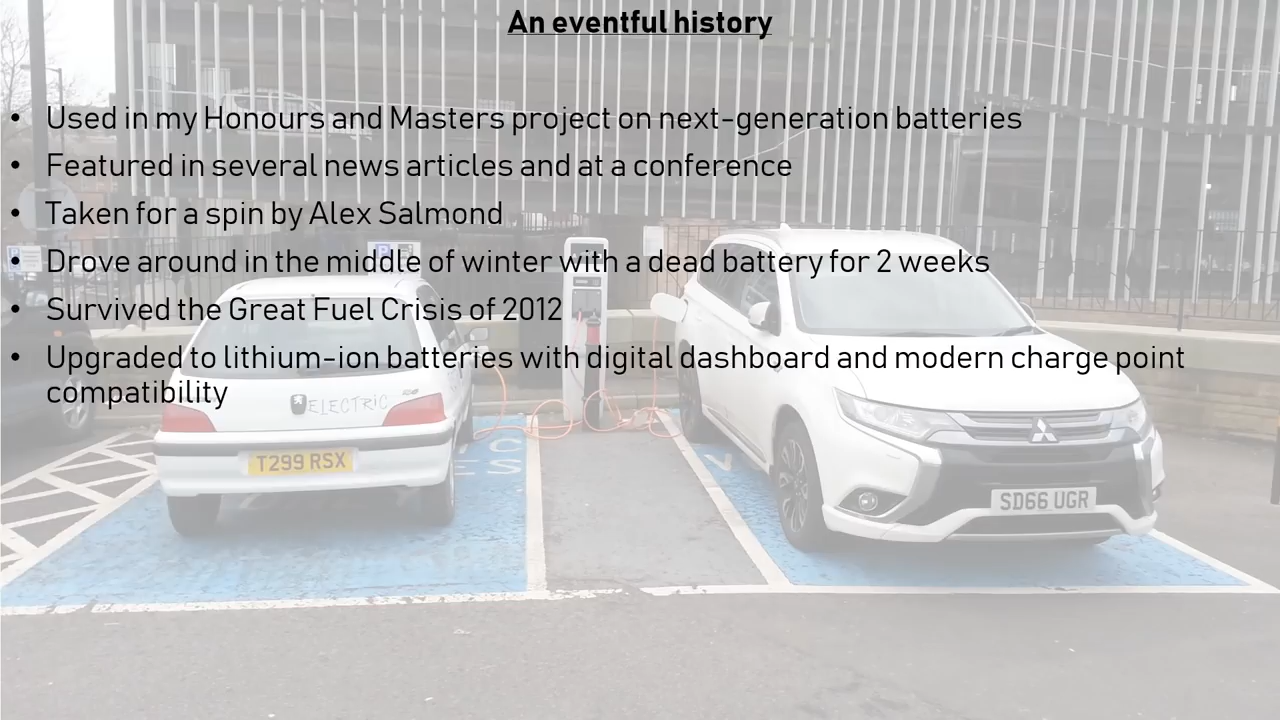 An eventful history
• Used in my Honours and Masters project on next-generation batteries
• Featured in several news articles and at a conference
• Taken for a spin by Alex Salmond
• Drove around in the middle of winter with a dead battery for 2 weeks
• Survived the Great Fuel Crisis of 2012
• Upgraded to lithium-ion batteries with digital dashboard and modern charge point
compatibility
ELECTRIC
T299 RSX
SD66 UGR